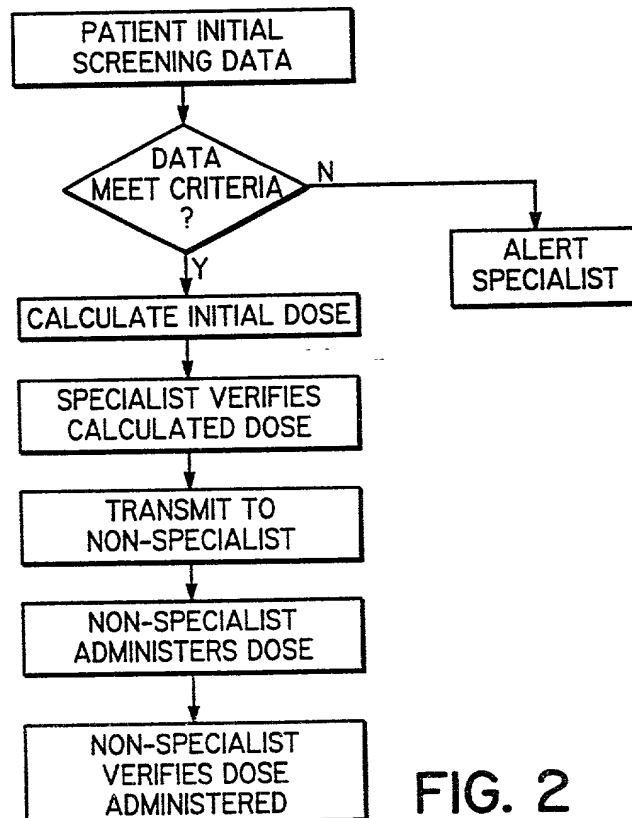 PATIENT INITIAL
SCREENING DATA
DATA
MEET CRITERIA
?
N
ALERT
SPECIALIST
Y
CALCULATE INITIAL DOSE
SPECIALIST VERIFIES
CALCULATED DOSE
TRANSMIT TO
NON-SPECIALIST
NON-SPECIALIST
ADMINISTERS DOSE
NON-SPECIALIST
VERIFIES DOSE
ADMINISTERED
FIG. 2